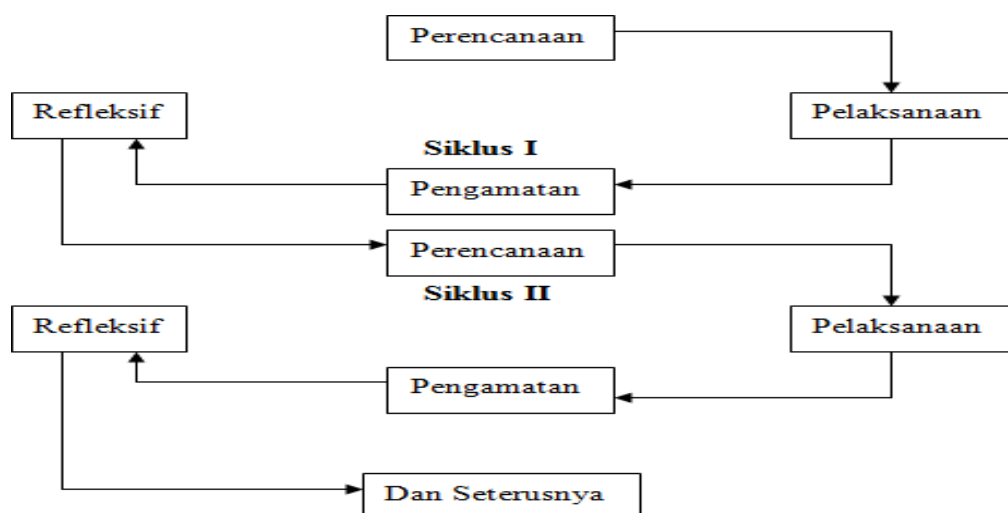 Perencanaan
Refleksif
Pelaksanaan
Siklus I
Pengamatan
Perencanaan
Siklus II
Refleksif
Pelaksanaan
Pengamatan
Dan Seterusnya